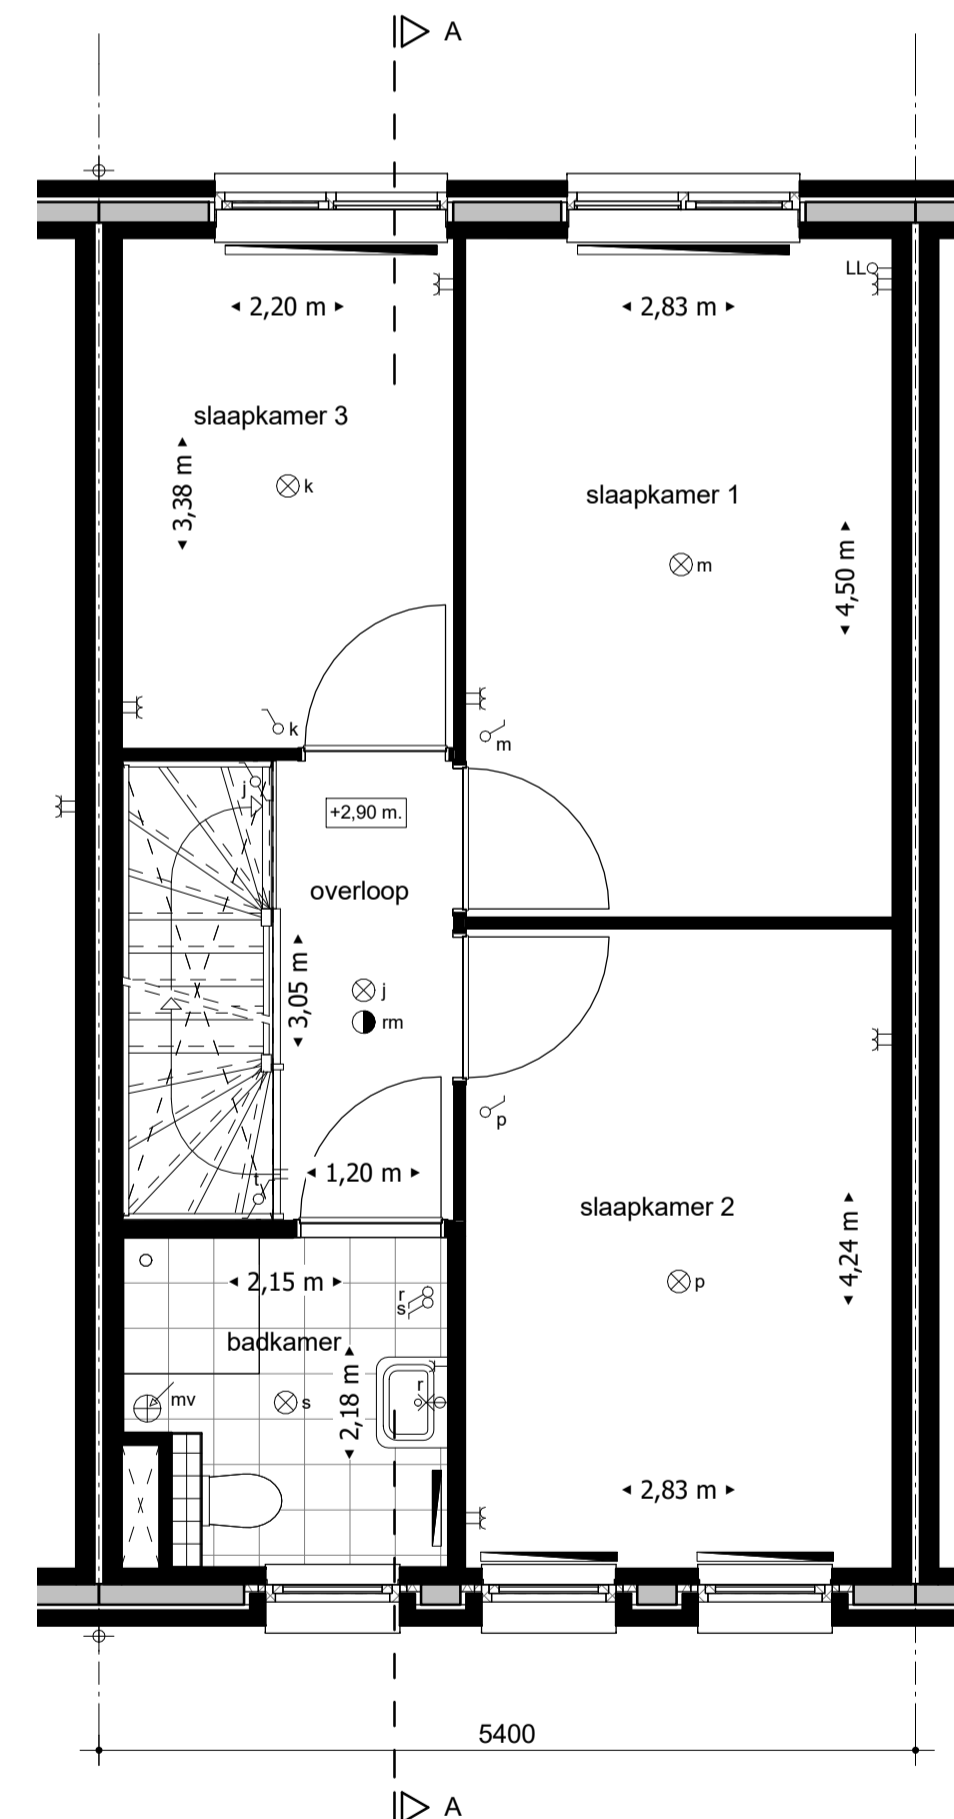 A
LL
2,20 m
2,83 m
slaapkamer 3
3,38 m
k
slaapkamer 1
m
4,50 m
k
m
j
+2,90 m.
overloop
3,05 m
j
rm
p
t
1,20 m
slaapkamer 2
4,24 m
p
2,15 m
r
s
badkamer
2,18 m
mv
s
r
2,83 m
5400
A